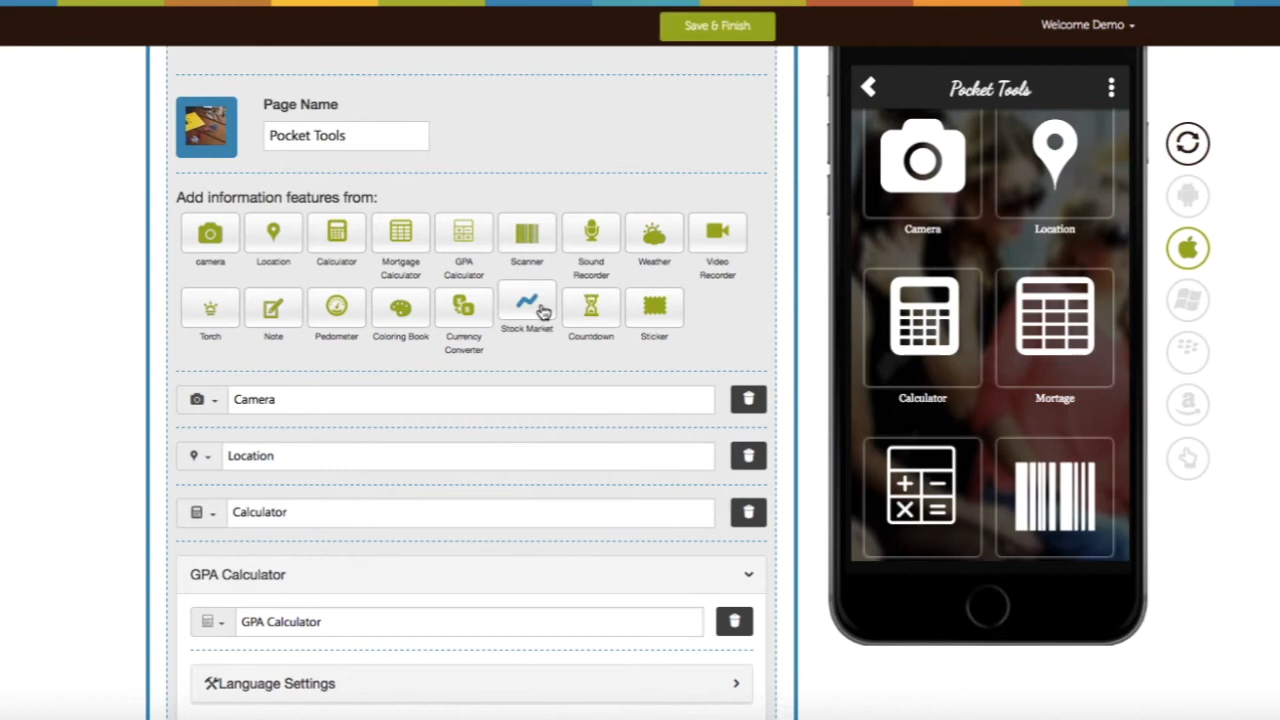 Save & Finish
Welcome Demo
Page Name
Pocket Tools
Add information features from:
camera
Location
Calculator
Mortgage
Calculator
GPA
Calculator
Scanner
Sound
Recorder
Weather
Video
Recorder
Torch
Note
Pedometer
Coloring Book
Currency
Converter
Stock Market
Countdown
Sticker
Camera
Location
Calculator
GPA Calculator
GPA Calculator
Language Settings
Pocket Tools
Camera
Location
Calculator
Mortage